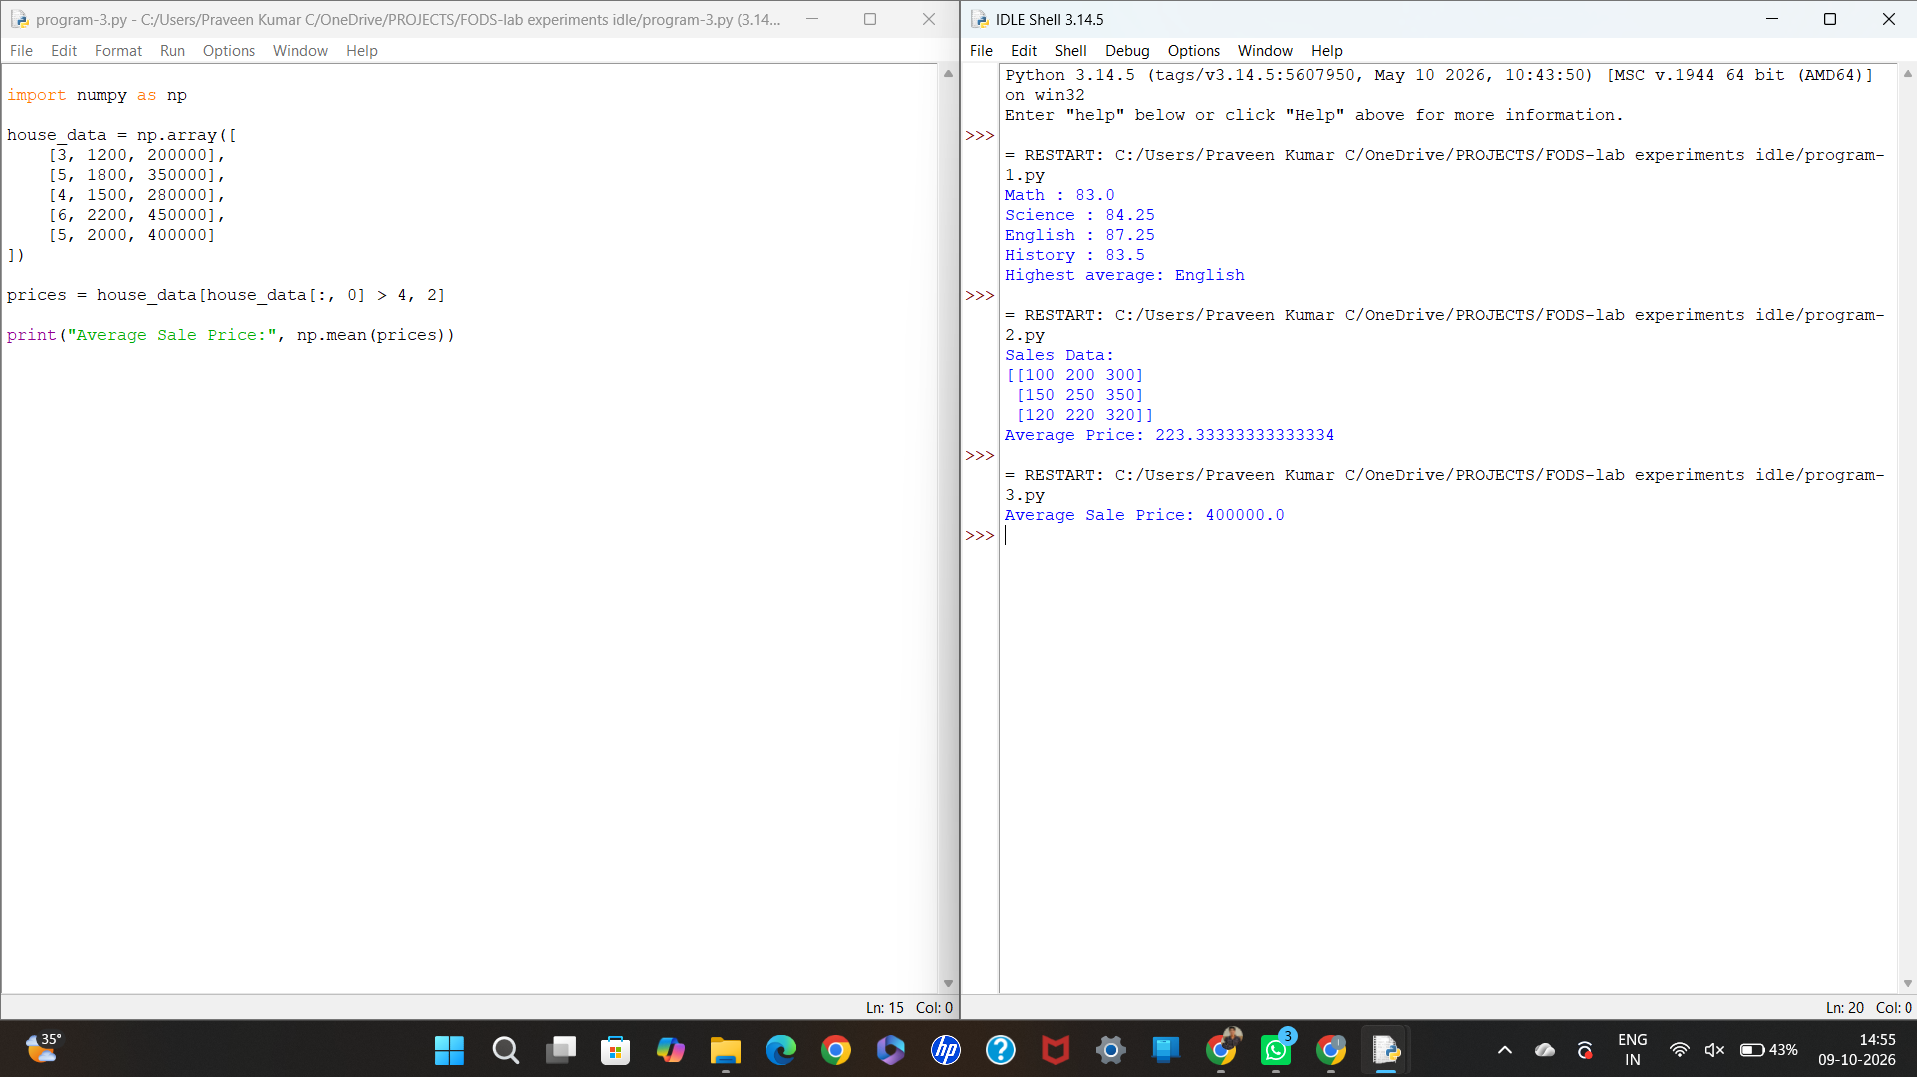 program-3.py - C:/Users/Praveen Kumar C/OneDrive/PROJECTS/FODS-lab experiments idle/program-3.py (3.14...
File Edit Format Run Options Window Help
import numpy as np
house_data = np.array([
    [3, 1200, 200000],
    [5, 1800, 350000],
    [4, 1500, 280000],
    [6, 2200, 450000],
    [5, 2000, 400000]
])
prices = house_data[house_data[:, 0] > 4, 2]
print("Average Sale Price:", np.mean(prices))
Ln: 15 Col: 0
IDLE Shell 3.14.5
File Edit Shell Debug Options Window Help
Python 3.14.5 (tags/v3.14.5:5607950, May 10 2026, 10:43:50) [MSC v.1944 64 bit (AMD64)]
on win32
Enter "help" below or click "Help" above for more information.
>>>
= RESTART: C:/Users/Praveen Kumar C/OneDrive/PROJECTS/FODS-lab experiments idle/program-
1.py
Math : 83.0
Science : 84.25
English : 87.25
History : 83.5
Highest average: English
>>>
= RESTART: C:/Users/Praveen Kumar C/OneDrive/PROJECTS/FODS-lab experiments idle/program-
2.py
Sales Data:
[[100 200 300]
 [150 250 350]
 [120 220 320]]
Average Price: 223.33333333333334
>>>
= RESTART: C:/Users/Praveen Kumar C/OneDrive/PROJECTS/FODS-lab experiments idle/program-
3.py
Average Sale Price: 400000.0
>>>
Ln: 20 Col: 0
35°
hp
?
3
ENG
IN
43%
14:55
09-10-2026